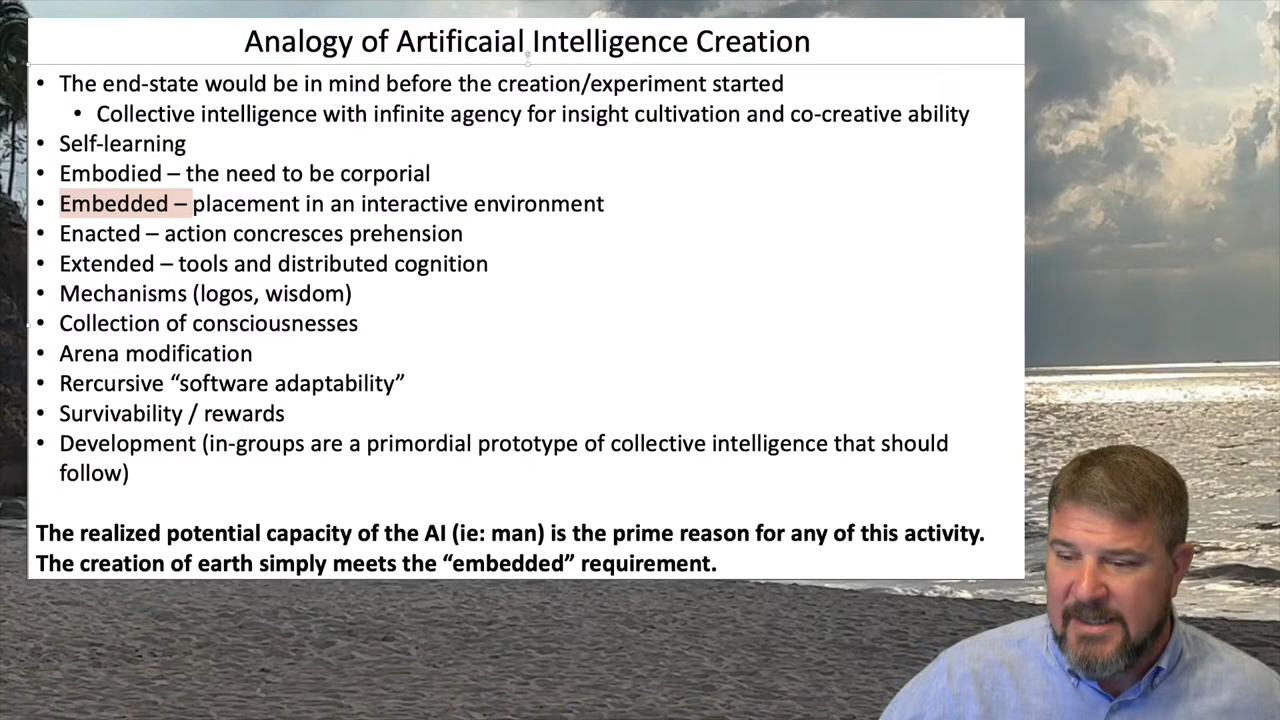 Analogy of Artificaial Intelligence Creation
• The end-state would be in mind before the creation/experiment started
• Collective intelligence with infinite agency for insight cultivation and co-creative ability
• Self-learning
• Embodied – the need to be corporial
• Embedded – placement in an interactive environment
• Enacted – action concresces prehension
• Extended – tools and distributed cognition
• Mechanisms (logos, wisdom)
• Collection of consciousnesses
• Arena modification
• Rercursive “software adaptability”
• Survivability / rewards
• Development (in-groups are a primordial prototype of collective intelligence that should
follow)
The realized potential capacity of the AI (ie: man) is the prime reason for any of this activity.
The creation of earth simply meets the “embedded” requirement.